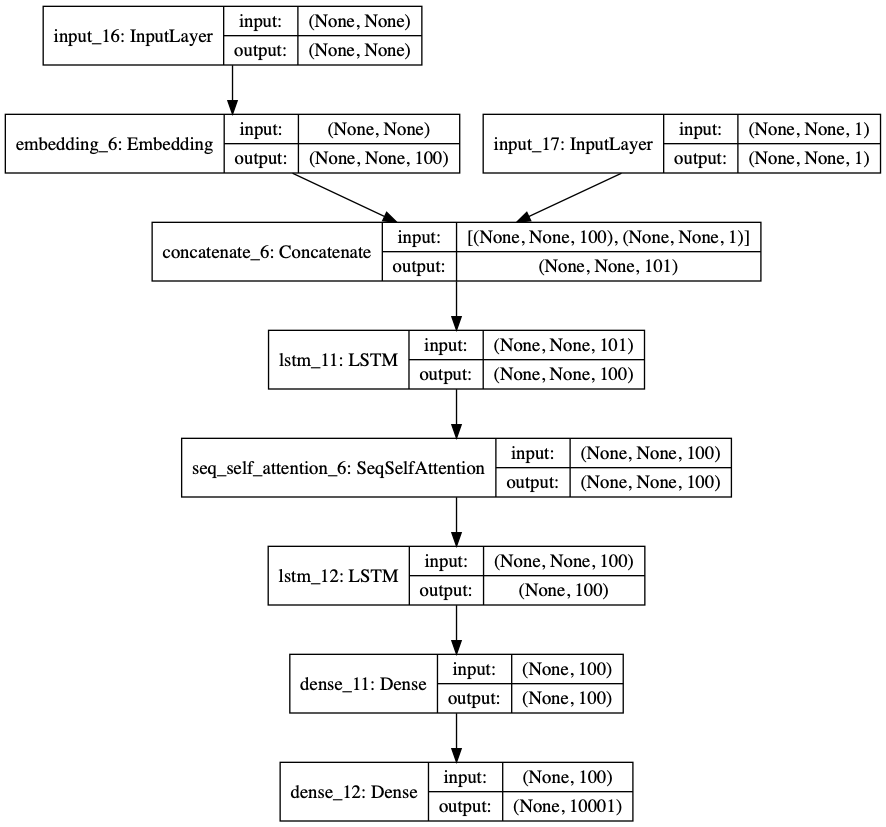 input_16: InputLayer
input: (None, None)
output: (None, None)
embedding_6: Embedding
input: (None, None)
output: (None, None, 100)
input_17: InputLayer
input: (None, None, 1)
output: (None, None, 1)
concatenate_6: Concatenate
input: [(None, None, 100), (None, None, 1)]
output: (None, None, 101)
lstm_11: LSTM
input: (None, None, 101)
output: (None, None, 100)
seq_self_attention_6: SeqSelfAttention
input: (None, None, 100)
output: (None, None, 100)
lstm_12: LSTM
input: (None, None, 100)
output: (None, 100)
dense_11: Dense
input: (None, 100)
output: (None, 100)
dense_12: Dense
input: (None, 100)
output: (None, 10001)